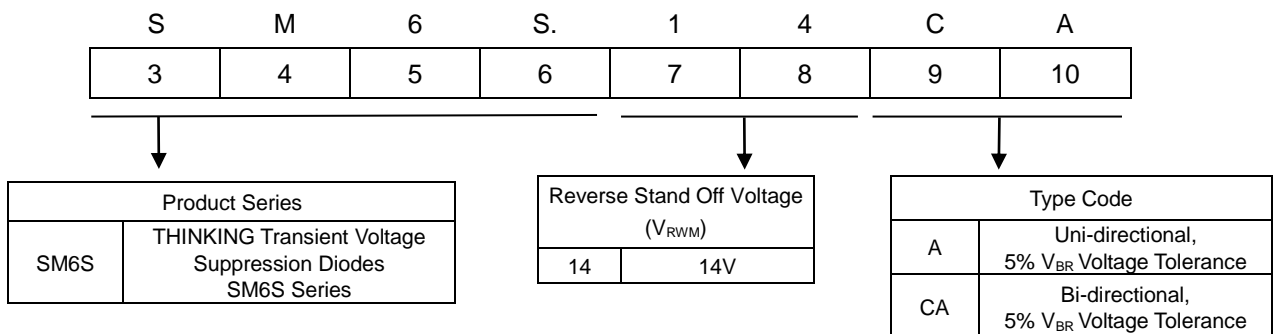 S M 6 S. 1 4 C A
3 4 5 6 7 8 9 10
Product Series
SM6S
THINKING Transient Voltage
Suppression Diodes
SM6S Series
Reverse Stand Off Voltage
(VRWM)
14 14V
Type Code
A
Uni-directional,
5% VBR Voltage Tolerance
CA
Bi-directional,
5% VBR Voltage Tolerance